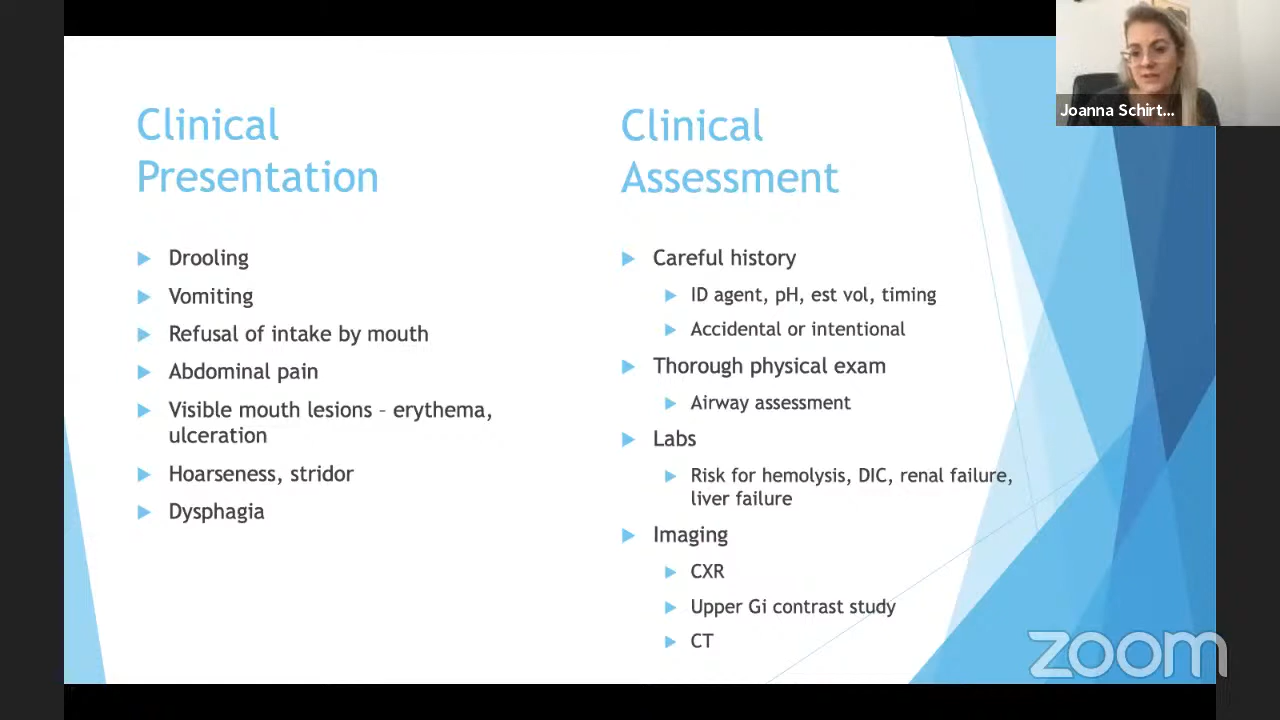 Clinical
Presentation
Drooling
Vomiting
Refusal of intake by mouth
Abdominal pain
Visible mouth lesions – erythema,
ulceration
Hoarseness, stridor
Dysphagia
Clinical
Assessment
Careful history
ID agent, pH, est vol, timing
Accidental or intentional
Thorough physical exam
Airway assessment
Labs
Risk for hemolysis, DIC, renal failure,
liver failure
Imaging
CXR
Upper Gi contrast study
CT
Joanna Schirt...
zoom